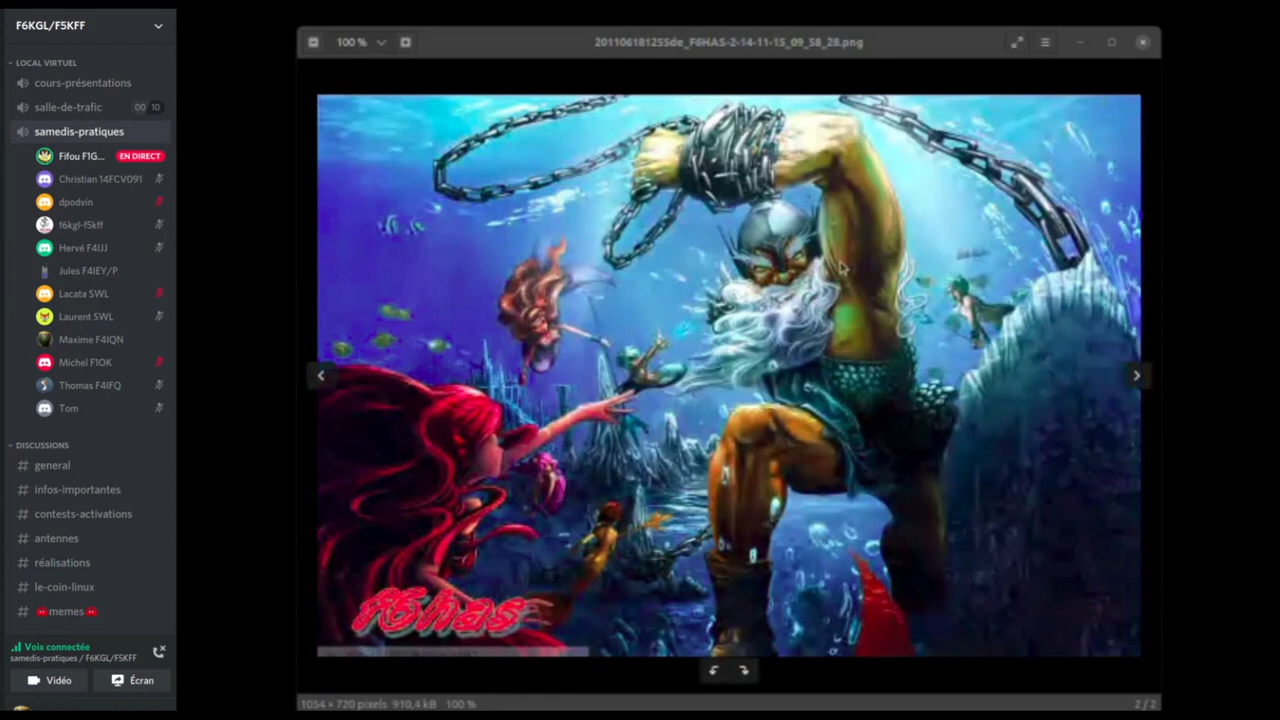 F6KGL/F5KFF
LOCAL VIRTUEL
cours-présentations
salle-de-trafic 00 10
samedis-pratiques
Fifou F1G... EN DIRECT
Christian 14FCV091
dpodvin
f6kgl-f5kff
Hervé F4IJJ
Jules F4IEY/P
Lacata SWL
Laurent SWL
Maxime F4IQN
Michel F1OK
Thomas F4IFQ
Tom
DISCUSSIONS
# general
# infos-importantes
# contests-activations
# antennes
# réalisations
# le-coin-linux
# memes
Voix connectée
samedis-pratiques / F6KGL/F5KFF
Vidéo
Écran
100 %
201106181255de_F6HAS-2-14-11-15_09_58_28.png
f6has
1054 × 720 pixels 910,4 kB 100 %
2 / 2